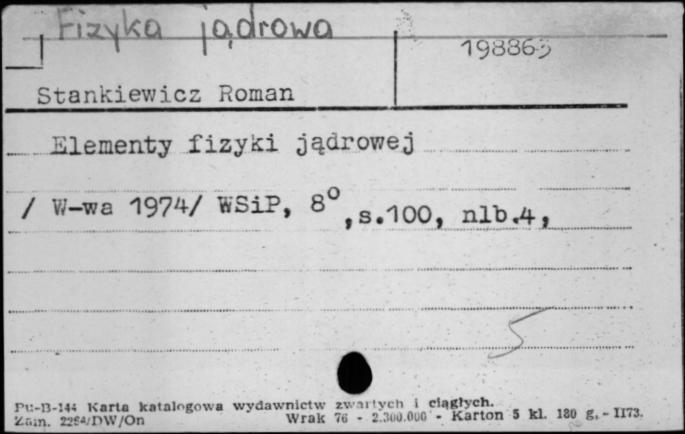 Fizyka jądrowa
198863
Stankiewicz Roman
Elementy fizyki jądrowej
/ W-wa 1974/ WSiP, 8°, s.100, nlb.4,
5
Pu-B-144 Karta katalogowa wydawnictw zwartych i ciągłych.
Zam. 2264/DW/On Wrak 76 - 2.300.000 - Karton 5 kl. 180 g. - II73.